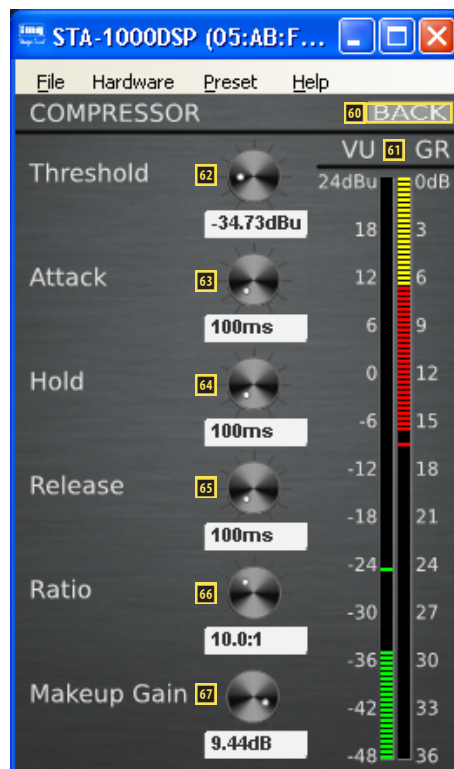 img
Stage Line
STA-1000DSP (05:AB:F...
File Hardware Preset Help
COMPRESSOR 60 BACK
VU 61 GR
Threshold 62
-34.73dBu
Attack 63
100ms
Hold 64
100ms
Release 65
100ms
Ratio 66
10.0:1
Makeup Gain 67
9.44dB
24dBu 0dB
18 3
12 6
6 9
0 12
-6 15
-12 18
-18 21
-24 24
-30 27
-36 30
-42 33
-48 36